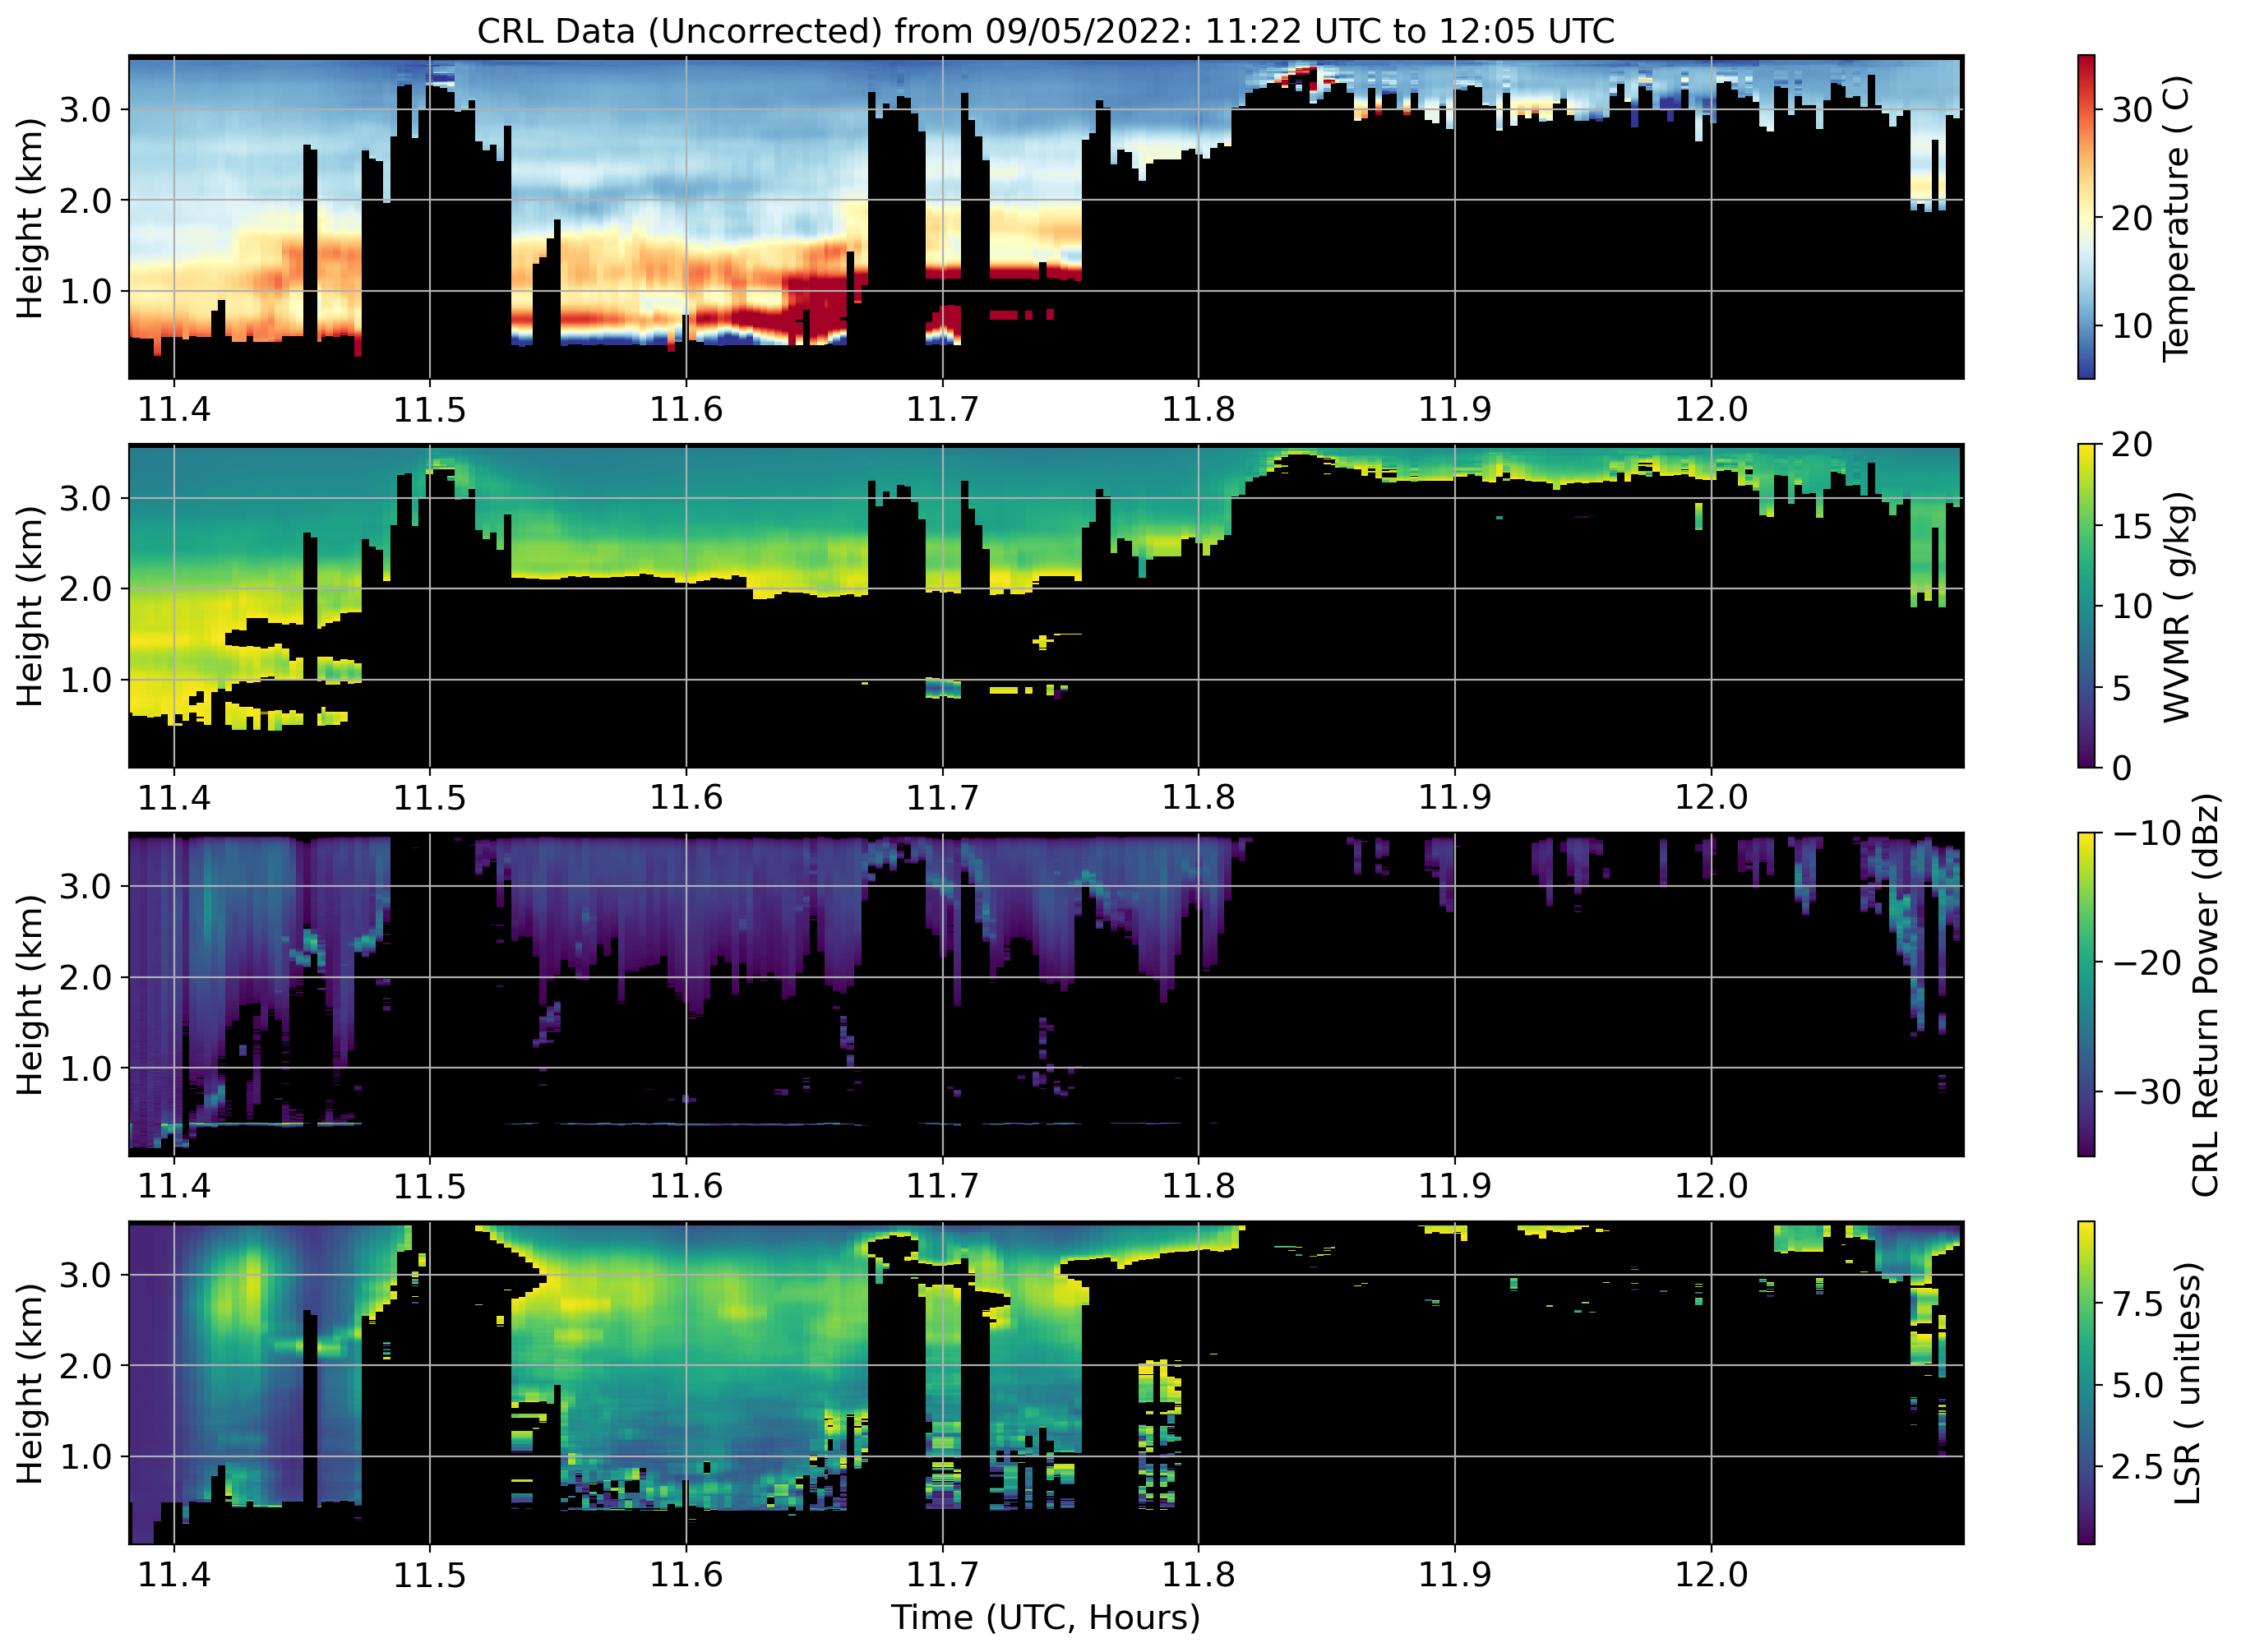 CRL Data (Uncorrected) from 09/05/2022: 11:22 UTC to 12:05 UTC
Height (km)
3.0
2.0
1.0
11.4 11.5 11.6 11.7 11.8 11.9 12.0
30
20
10
Temperature ( C)
Height (km)
3.0
2.0
1.0
11.4 11.5 11.6 11.7 11.8 11.9 12.0
20
15
10
5
0
WVMR ( g/kg)
Height (km)
3.0
2.0
1.0
11.4 11.5 11.6 11.7 11.8 11.9 12.0
−10
−20
−30
CRL Return Power (dBz)
Height (km)
3.0
2.0
1.0
11.4 11.5 11.6 11.7 11.8 11.9 12.0
7.5
5.0
2.5
LSR ( unitless)
Time (UTC, Hours)